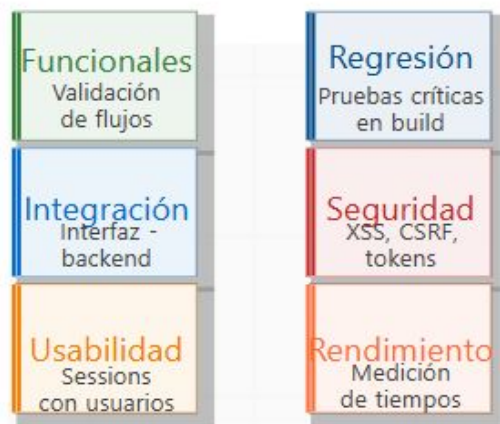 Funcionales
Validación
de flujos
Regresión
Pruebas críticas
en build
Integración
Interfaz -
backend
Seguridad
XSS, CSRF,
tokens
Usabilidad
Sessions
con usuarios
Rendimiento
Medición
de tiempos